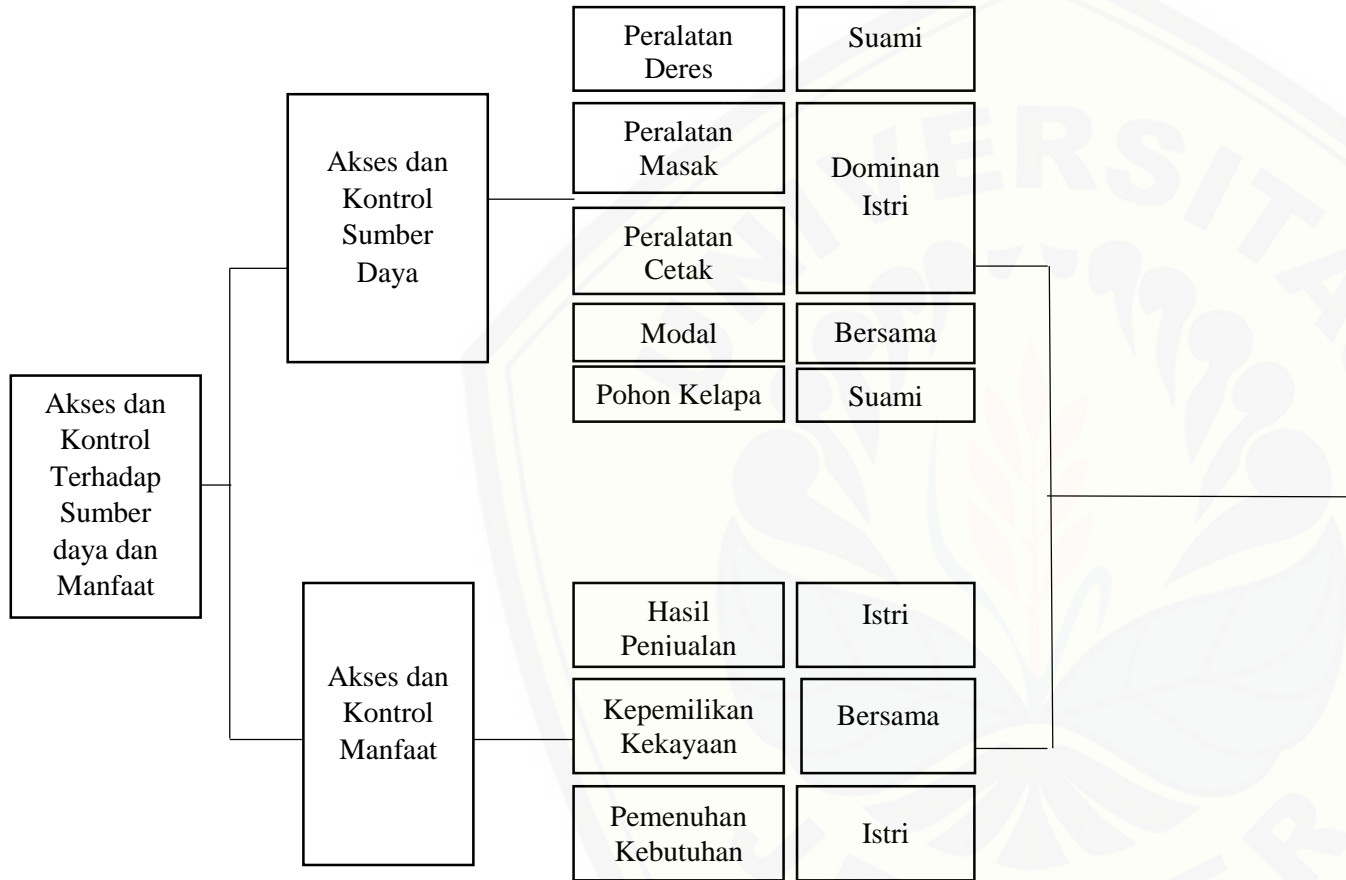 Akses dan
Kontrol
Terhadap
Sumber
daya dan
Manfaat
Akses dan
Kontrol
Sumber
Daya
Peralatan
Deres
Suami
Peralatan
Masak
Dominan
Istri
Peralatan
Cetak
Modal
Bersama
Pohon Kelapa
Suami
Akses dan
Kontrol
Manfaat
Hasil
Penjualan
Istri
Kepemilikan
Kekayaan
Bersama
Pemenuhan
Kebutuhan
Istri
UNIVERSITAS